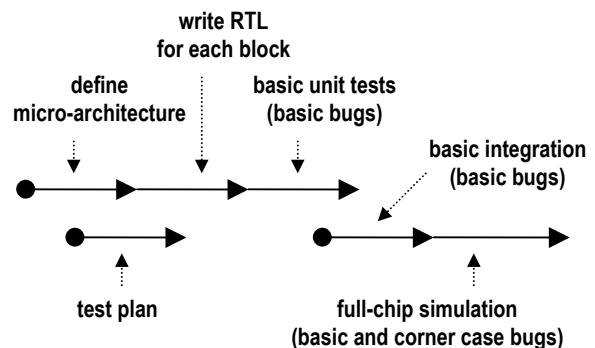 write RTL
for each block
define
micro-architecture
basic unit tests
(basic bugs)
basic integration
(basic bugs)
test plan
full-chip simulation
(basic and corner case bugs)